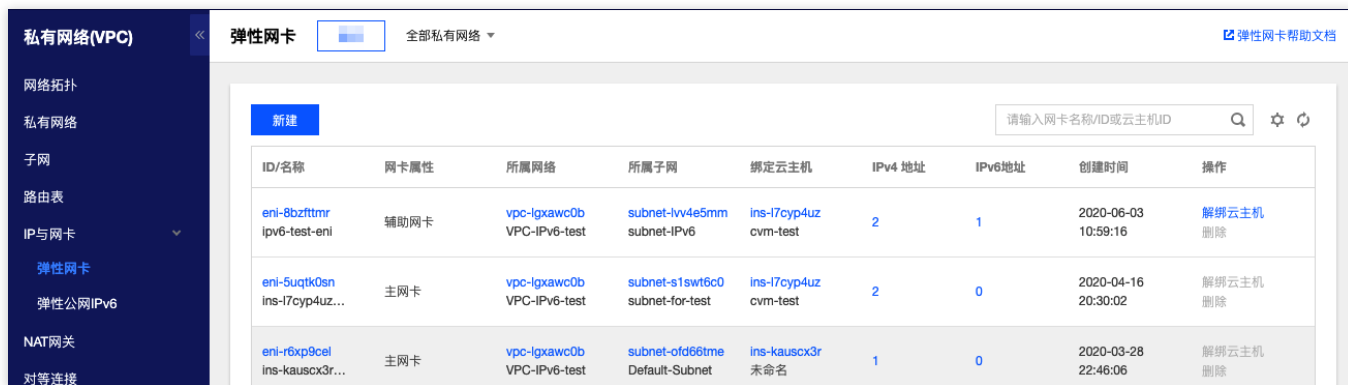 私有网络(VPC) «
弹性网卡 全部私有网络 弹性网卡帮助文档
网络拓扑
私有网络
子网
路由表
IP与网卡
弹性网卡
弹性公网IPv6
NAT网关
对等连接
新建 请输入网卡名称/ID或云主机ID
ID/名称 网卡属性 所属网络 所属子网 绑定云主机 IPv4 地址 IPv6地址 创建时间 操作
eni-8bzfttmr 辅助网卡 vpc-lgxawc0b subnet-lvv4e5mm ins-l7cyp4uz 2 1 2020-06-03 解绑云主机
ipv6-test-eni VPC-IPv6-test subnet-IPv6 cvm-test 10:59:16 删除
eni-5uqtk0sn 主网卡 vpc-lgxawc0b subnet-s1swt6c0 ins-l7cyp4uz 2 0 2020-04-16 解绑云主机
ins-l7cyp4uz... VPC-IPv6-test subnet-for-test cvm-test 20:30:02 删除
eni-r6xp9cel 主网卡 vpc-lgxawc0b subnet-ofd66tme ins-kauscx3r 1 0 2020-03-28 解绑云主机
ins-kauscx3r... VPC-IPv6-test Default-Subnet 未命名 22:46:06 删除